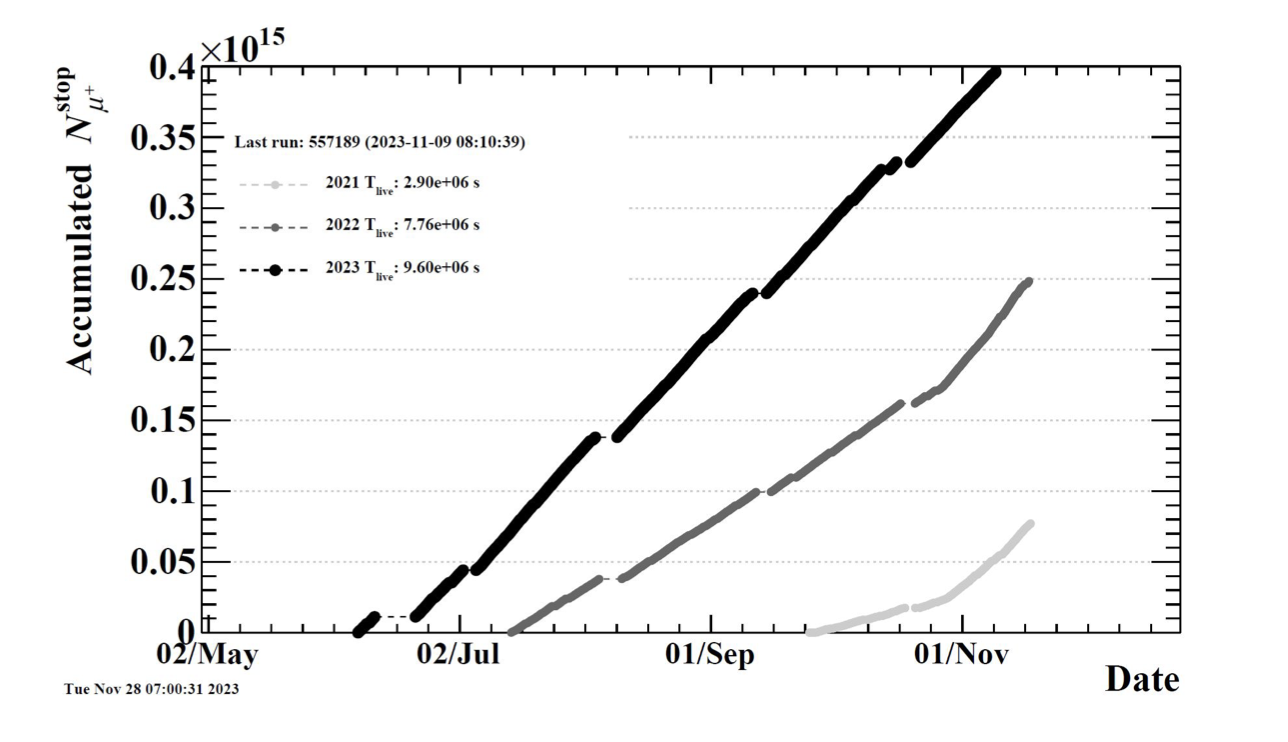 ×10^15
0.4
0.35
0.3
0.25
0.2
0.15
0.1
0.05
0
Accumulated N_μ+^stop
Last run: 557189 (2023-11-09 08:10:39)
2021 T_live: 2.90e+06 s
2022 T_live: 7.76e+06 s
2023 T_live: 9.60e+06 s
02/May 02/Jul 01/Sep 01/Nov
Date
Tue Nov 28 07:00:31 2023